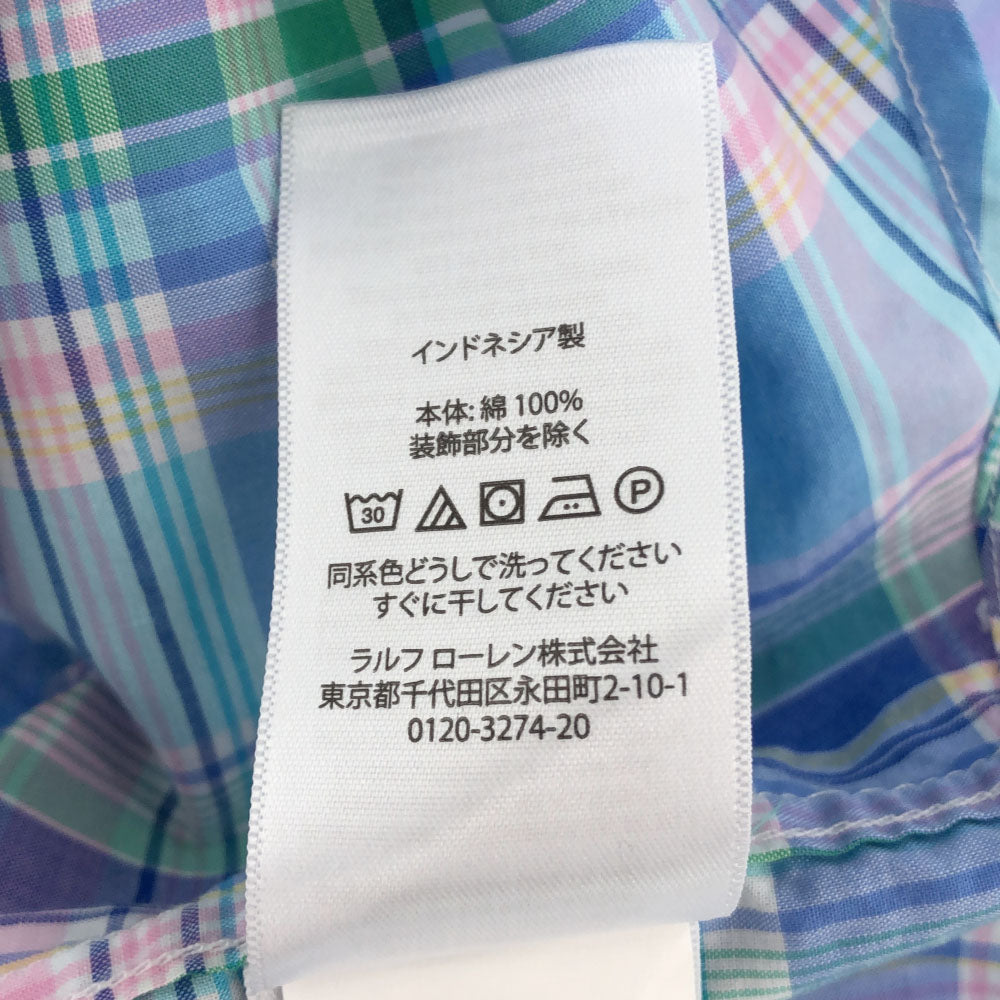 インドネシア製
本体: 綿 100%
装飾部分を除く
30 P
同系色どうしで洗ってください
すぐに干してください
ラルフ ローレン株式会社
東京都千代田区永田町2-10-1
0120-3274-20